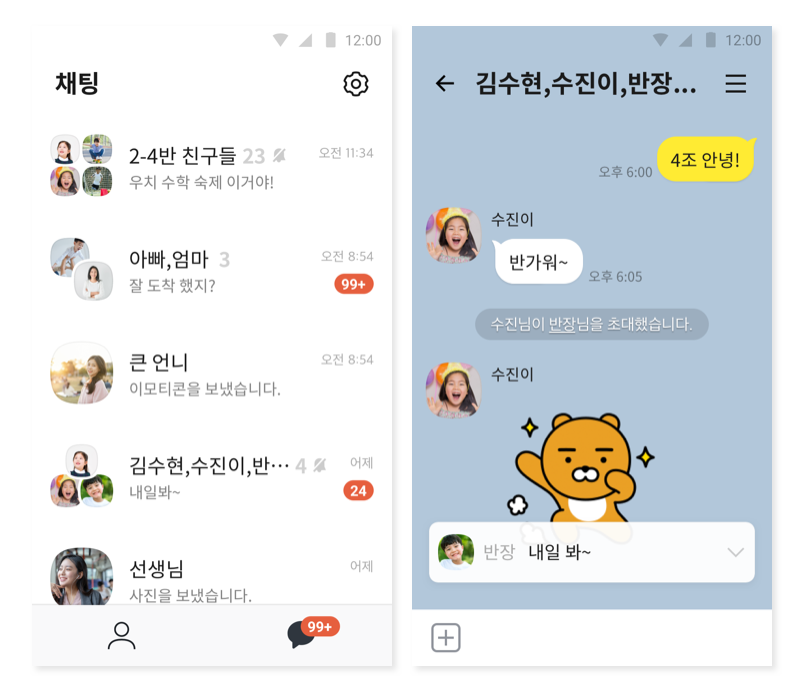 12:00
채팅
2-4반 친구들 23 오전 11:34
우치 수학 숙제 이거야!
아빠,엄마 3 오전 8:54
잘 도착 했지? 99+
큰 언니 오전 8:54
이모티콘을 보냈습니다.
김수현,수진이,반··· 4 어제
내일봐~ 24
선생님 어제
사진을 보냈습니다.
99+
12:00
김수현,수진이,반장...
4조 안녕!
오후 6:00
수진이
반가워~
오후 6:05
수진님이 반장님을 초대했습니다.
수진이
반장 내일 봐~